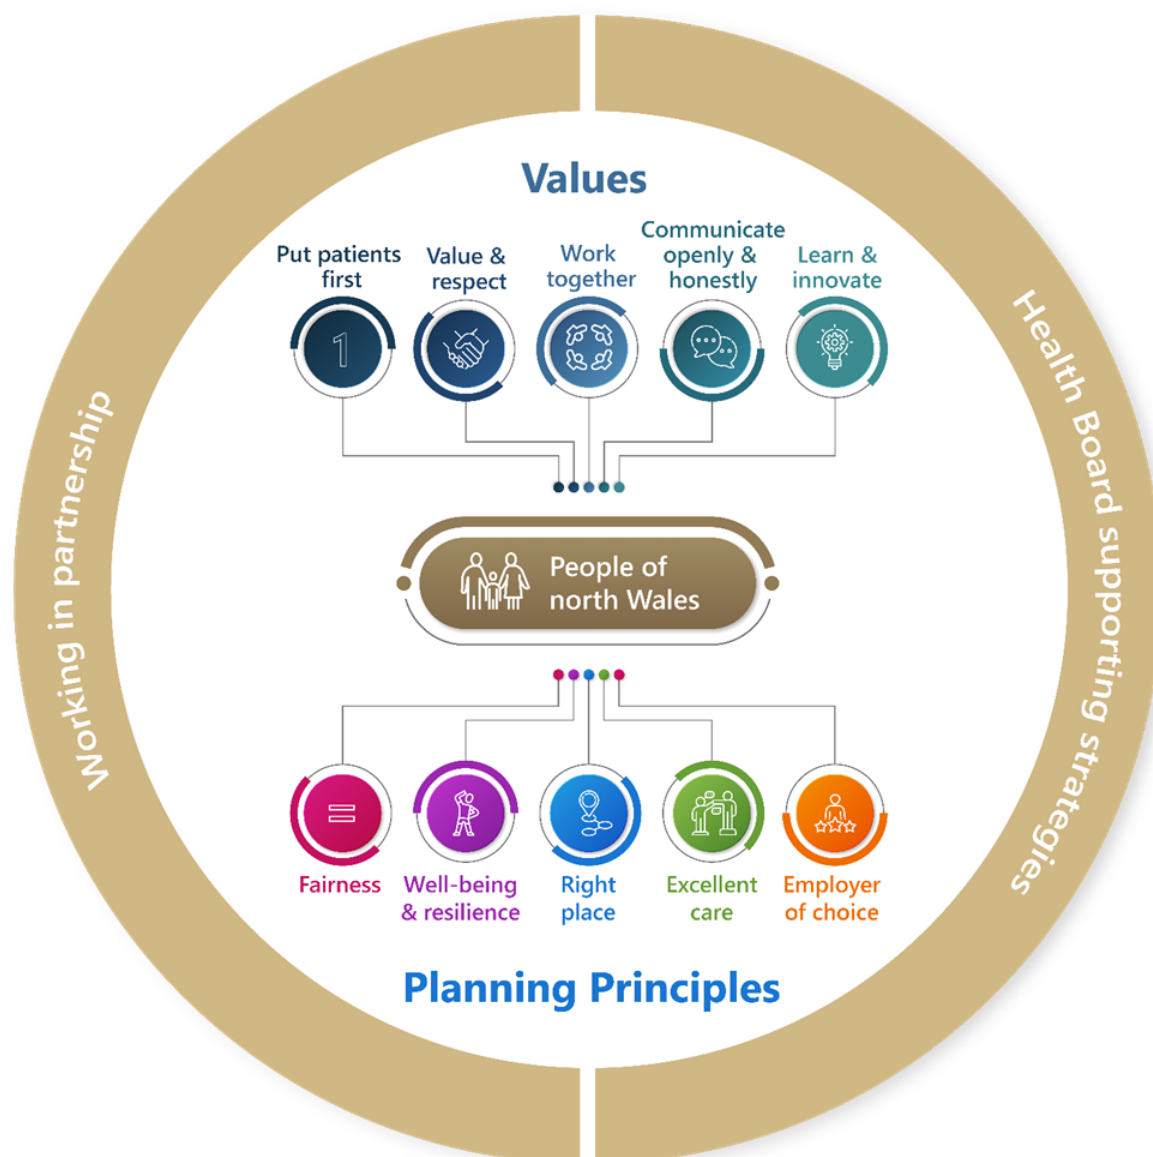 Values
Put patients
first
Value &
respect
Work
together
Communicate
openly &
honestly
Learn &
innovate
1
Working in partnership
Health Board supporting strategies
People of
north Wales
=
Fairness
Well-being
& resilience
Right
place
Excellent
care
Employer
of choice
Planning Principles